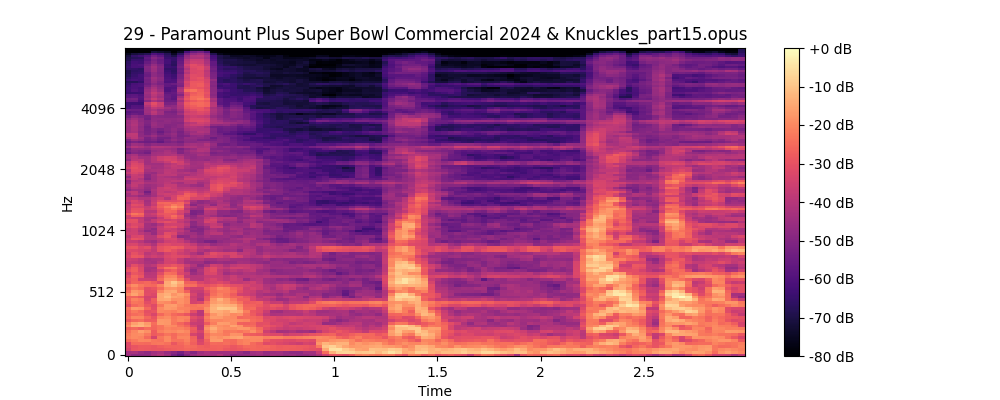 29 - Paramount Plus Super Bowl Commercial 2024 & Knuckles_part15.opus
Hz
4096
2048
1024
512
0
0 0.5 1 1.5 2 2.5
Time
+0 dB
-10 dB
-20 dB
-30 dB
-40 dB
-50 dB
-60 dB
-70 dB
-80 dB